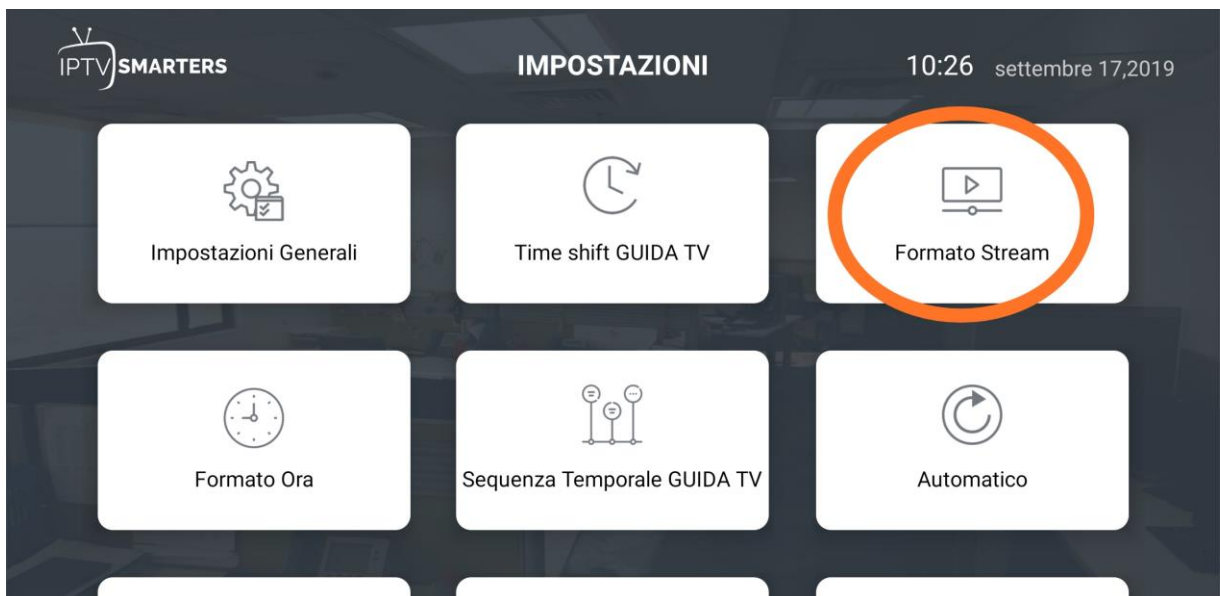 IPTV SMARTERS
IMPOSTAZIONI
10:26 settembre 17,2019
Impostazioni Generali
Time shift GUIDA TV
Formato Stream
Formato Ora
Sequenza Temporale GUIDA TV
Automatico